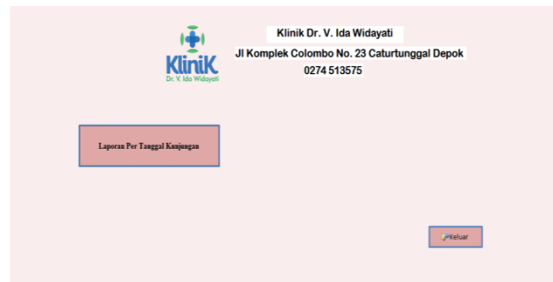 Klinik Dr. V. Ida Widayati
Jl Komplek Colombo No. 23 Caturtunggal Depok
0274 513575
KliniK
Dr. V. Ida Widayati
Laporan Per Tanggal Kunjungan
Keluar